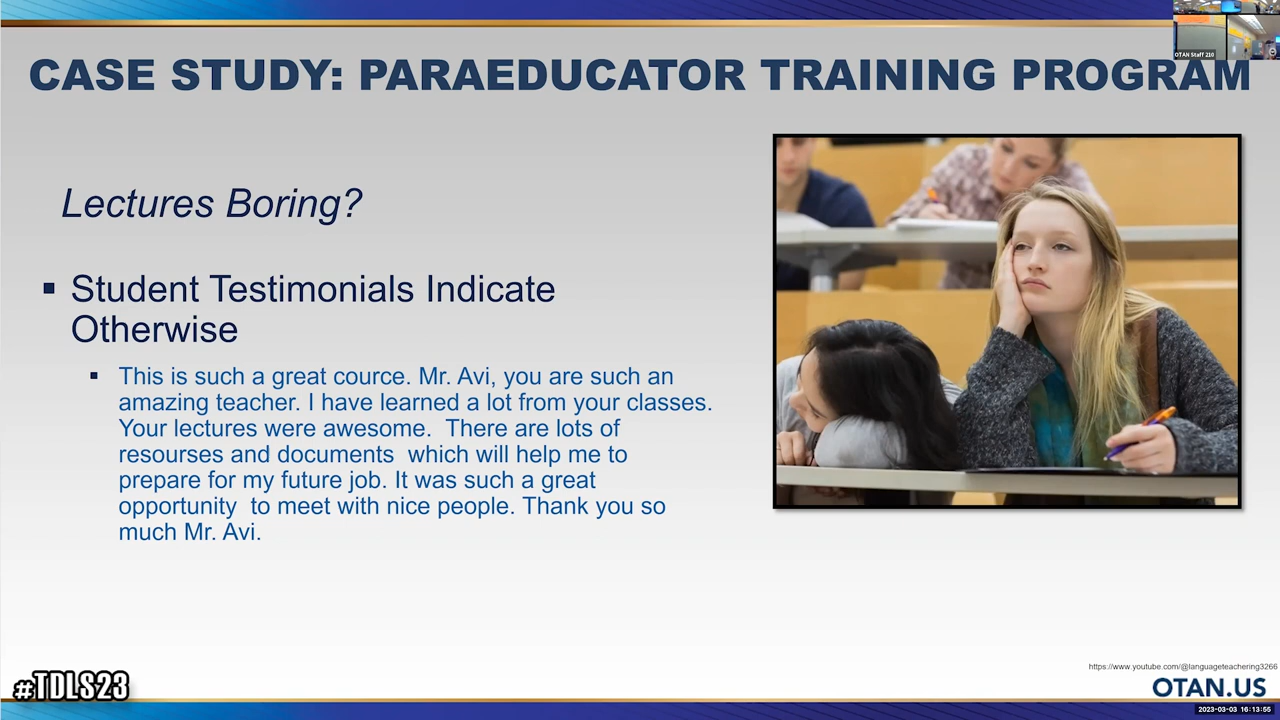 OTAN Staff 210
CASE STUDY: PARAEDUCATOR TRAINING PROGRAM
Lectures Boring?
▪ Student Testimonials Indicate
Otherwise
▪ This is such a great cource. Mr. Avi, you are such an
amazing teacher. I have learned a lot from your classes.
Your lectures were awesome.  There are lots of
resourses and documents  which will help me to
prepare for my future job. It was such a great
opportunity  to meet with nice people. Thank you so
much Mr. Avi.
https://www.youtube.com/@languageteachering3266
#TDLS23
OTAN.US
2023-03-03 16:13:55